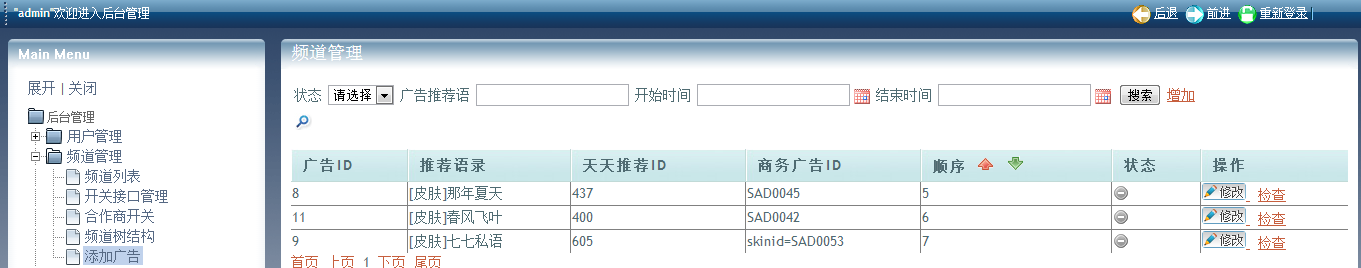 "admin"欢迎进入后台管理 后退 前进 重新登录
Main Menu
展开 | 关闭
后台管理
用户管理
频道管理
频道列表
开关接口管理
合作商开关
频道树结构
添加广告
频道管理
状态 请选择 广告推荐语 开始时间 结束时间 搜索 增加
广告ID 推荐语录 天天推荐ID 商务广告ID 顺序 状态 操作
8 [皮肤]那年夏天 437 SAD0045 5 修改 检查
11 [皮肤]春风飞叶 400 SAD0042 6 修改 检查
9 [皮肤]七七私语 605 skinid=SAD0053 7 修改 检查
首页 上页 1 下页 尾页